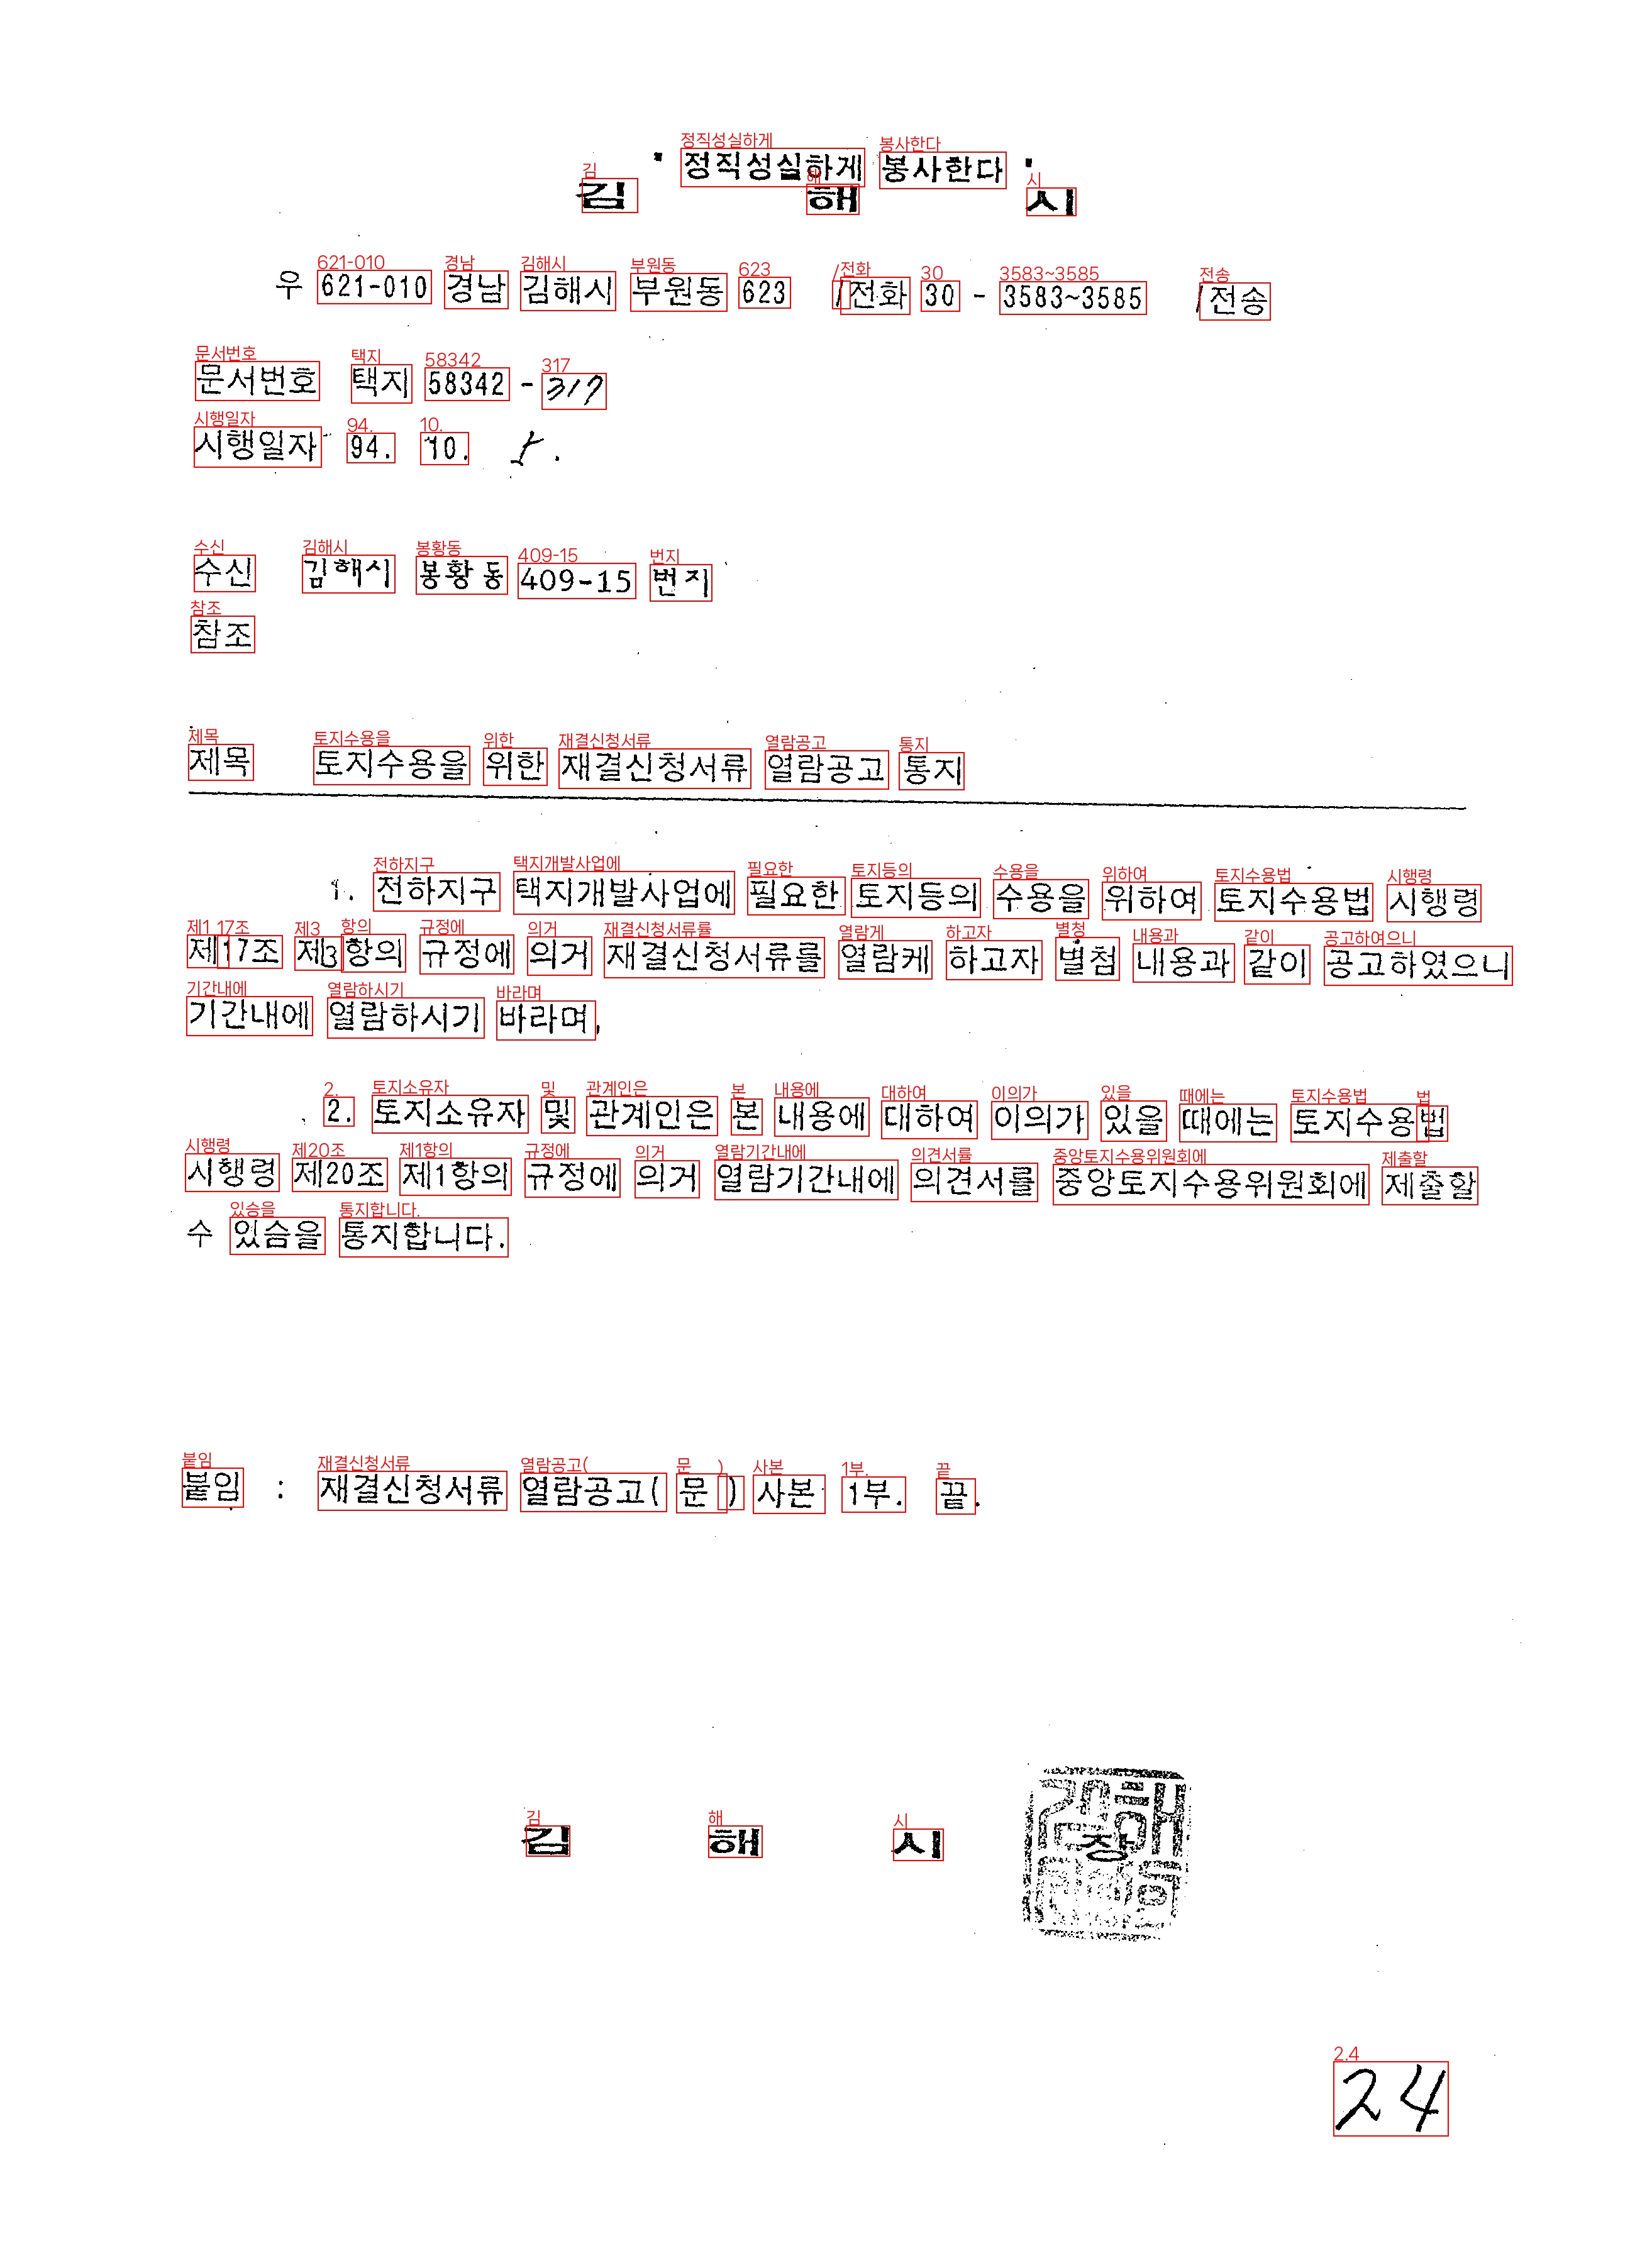 " 정직성실하게 봉사한다 "
김 해 시
우 621-010 경남 김해시 부원동 623 /전화 30 - 3583~3585 /전송
문서번호 택지 58342 - 317
시행일자 94. 10.
수신 김해시 봉황동 409-15 번지
참조
제목 토지수용을 위한 재결신청서류 열람공고 통지
1. 전하지구 택지개발사업에 필요한 토지등의 수용을 위하여 토지수용법 시행령
제17조 제3항의 규정에 의거 재결신청서류를 열람케 하고자 별첨 내용과 같이 공고하였으니
기간내에 열람하시기 바라며,
2. 토지소유자 및 관계인은 본 내용에 대하여 이의가 있을 때에는 토지수용법
시행령 제20조 제1항의 규정에 의거 열람기간내에 의견서를 중앙토지수용위원회에 제출할
수 있슴을 통지합니다.
붙임 : 재결신청서류 열람공고(문) 사본 1부. 끝.
김 해 시 장
24